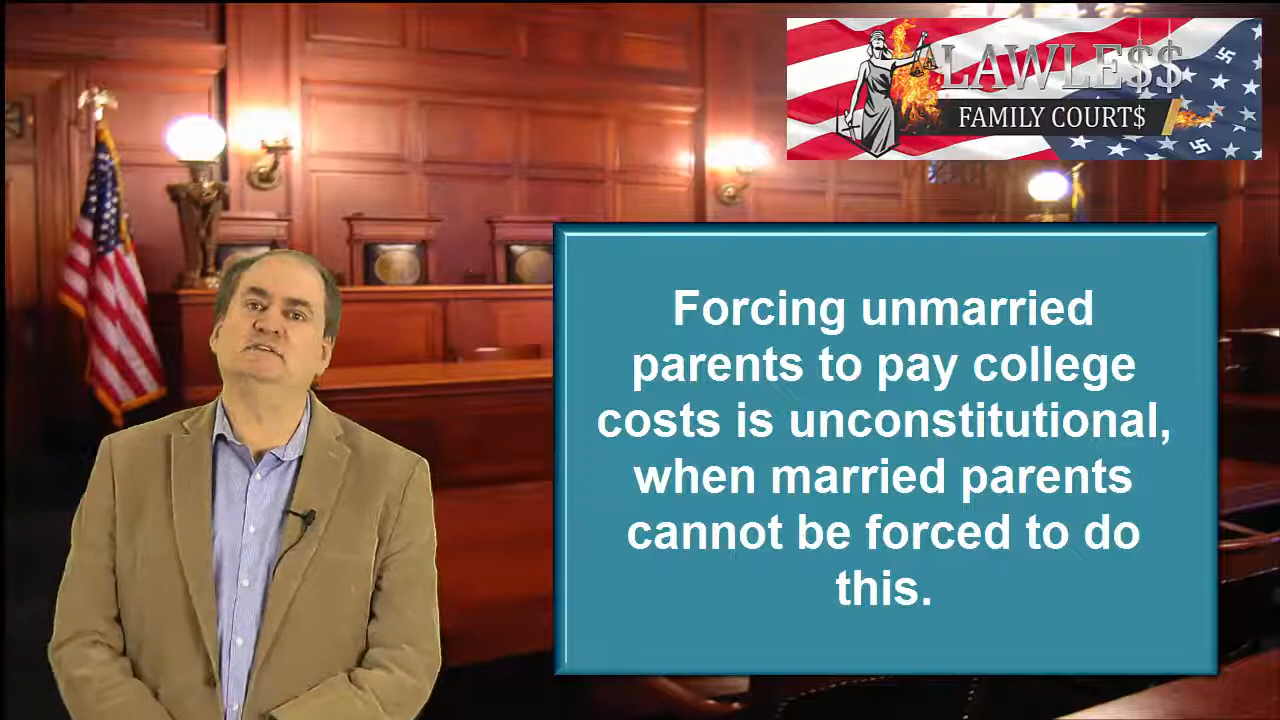 LAWLE$$
FAMILY COURT$
Forcing unmarried
parents to pay college
costs is unconstitutional,
when married parents
cannot be forced to do
this.